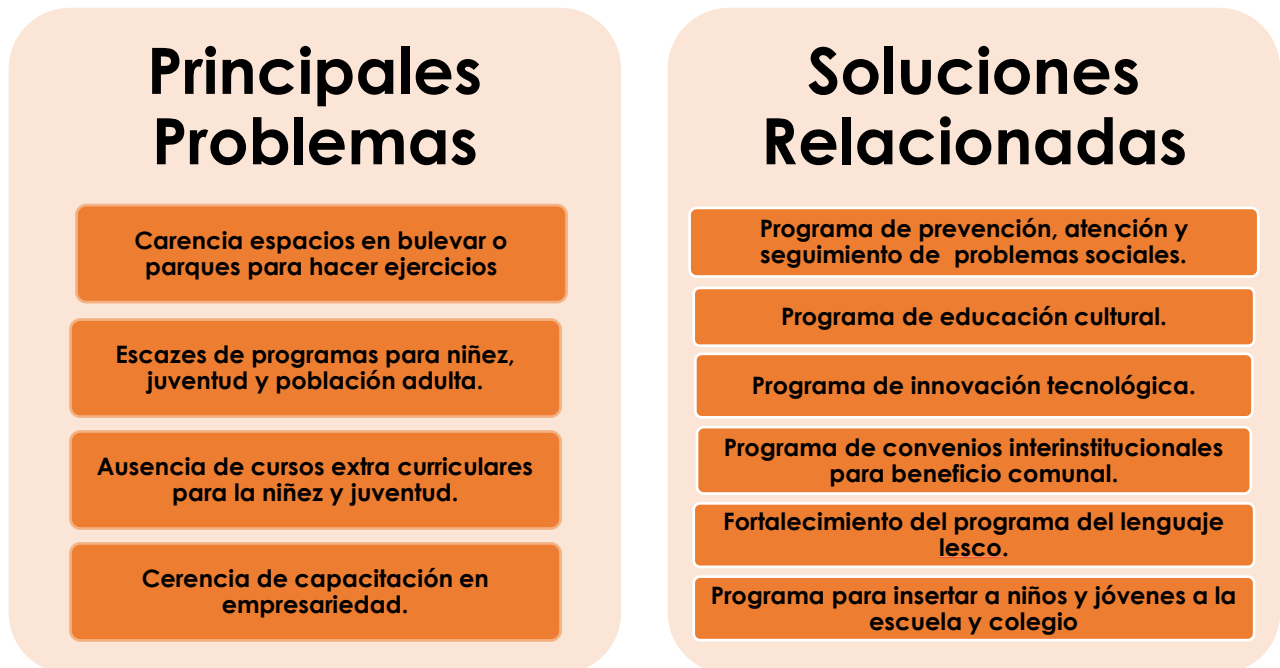 Principales
Problemas
Carencia espacios en bulevar o
parques para hacer ejercicios
Escazes de programas para niñez,
juventud y población adulta.
Ausencia de cursos extra curriculares
para la niñez y juventud.
Cerencia de capacitación en
empresariedad.
Soluciones
Relacionadas
Programa de prevención, atención y
seguimiento de  problemas sociales.
Programa de educación cultural.
Programa de innovación tecnológica.
Programa de convenios interinstitucionales
para beneficio comunal.
Fortalecimiento del programa del lenguaje
lesco.
Programa para insertar a niños y jóvenes a la
escuela y colegio